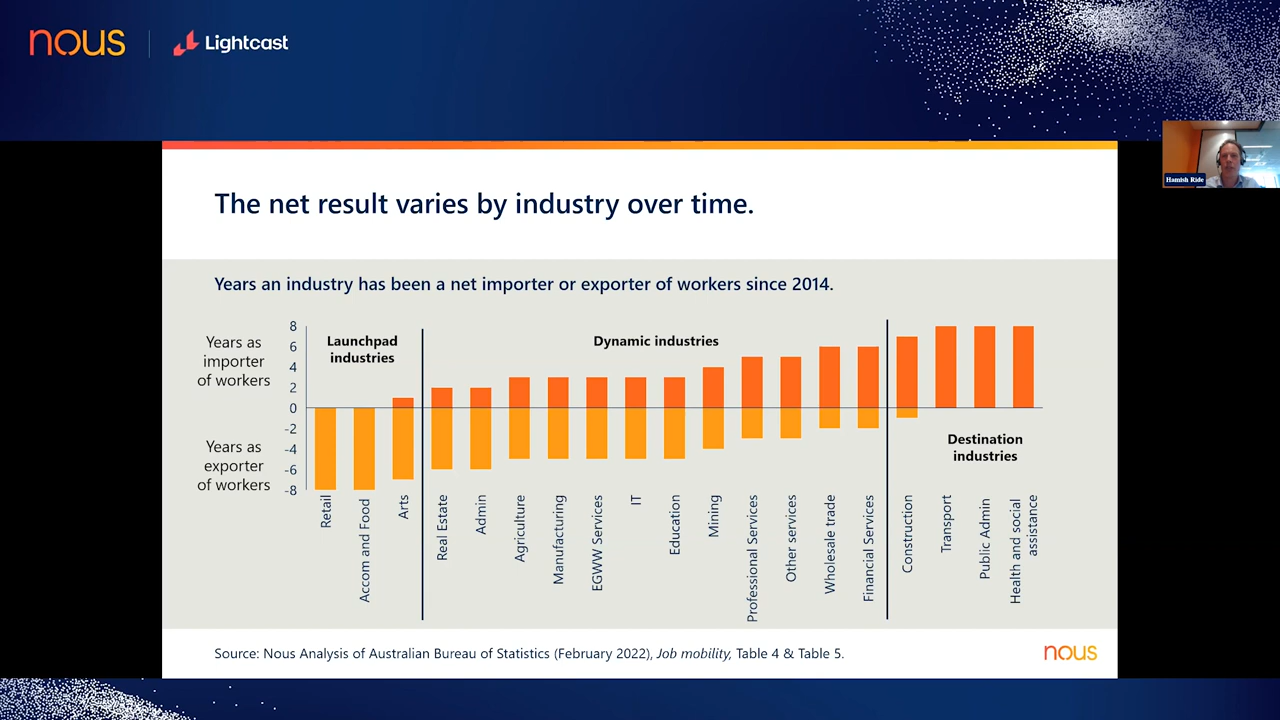 nous
Lightcast
Hamish Ride
The net result varies by industry over time.
Years an industry has been a net importer or exporter of workers since 2014.
Years as
importer
of workers
Years as
exporter
of workers
8
6
4
2
0
-2
-4
-6
-8
Launchpad
industries
Dynamic industries
Destination
industries
Retail
Accom and Food
Arts
Real Estate
Admin
Agriculture
Manufacturing
EGWW Services
IT
Education
Mining
Professional Services
Other services
Wholesale trade
Financial Services
Construction
Transport
Public Admin
Health and social
assistance
Source: Nous Analysis of Australian Bureau of Statistics (February 2022), Job mobility, Table 4 & Table 5.
nous